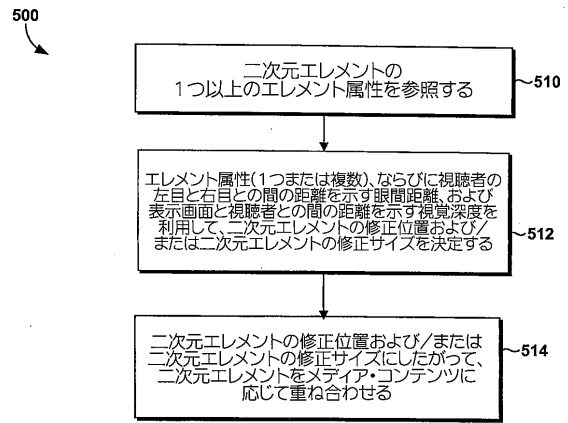 500
二次元エレメントの
1つ以上のエレメント属性を参照する
510
エレメント属性(1つまたは複数)、ならびに視聴者の
左目と右目との間の距離を示す眼間距離、および
表示画面と視聴者との間の距離を示す視覚深度を
利用して、二次元エレメントの修正位置および/
または二次元エレメントの修正サイズを決定する
512
二次元エレメントの修正位置および/または
二次元エレメントの修正サイズにしたがって、
二次元エレメントをメディア・コンテンツに
応じて重ね合わせる
514